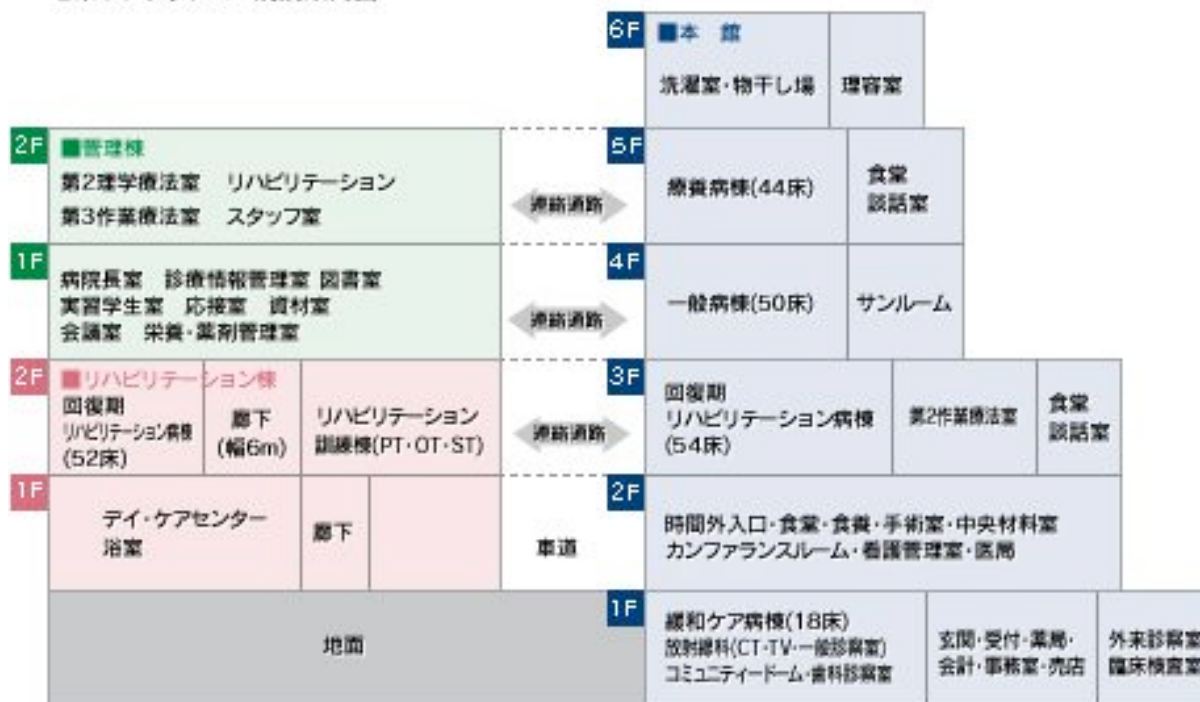 6F
■本 館
洗濯室・物干し場
理容室
2F
■管理棟
第2理学療法室 リハビリテーション
第3作業療法室 スタッフ室
連絡通路
5F
療養病棟(44床)
食堂
談話室
1F
病院長室 診療情報管理室 図書室
実習学生室 応接室 資材室
会議室 栄養・薬剤管理室
連絡通路
4F
一般病棟(50床)
サンルーム
2F
■リハビリテーション棟
回復期
リハビリテーション病棟
(52床)
廊下
(幅6m)
リハビリテーション
訓練棟(PT・OT・ST)
連絡通路
3F
回復期
リハビリテーション病棟
(54床)
第2作業療法室
食堂
談話室
1F
デイ・ケアセンター
浴室
廊下
車道
2F
時間外入口・食堂・食養・手術室・中央材料室
カンファランスルーム・看護管理室・医局
地面
1F
緩和ケア病棟(18床)
放射線科(CT・TV・一般診察室)
コミュニティードーム・歯科診察室
玄関・受付・薬局・
会計・事務室・売店
外来診察室
臨床検査室